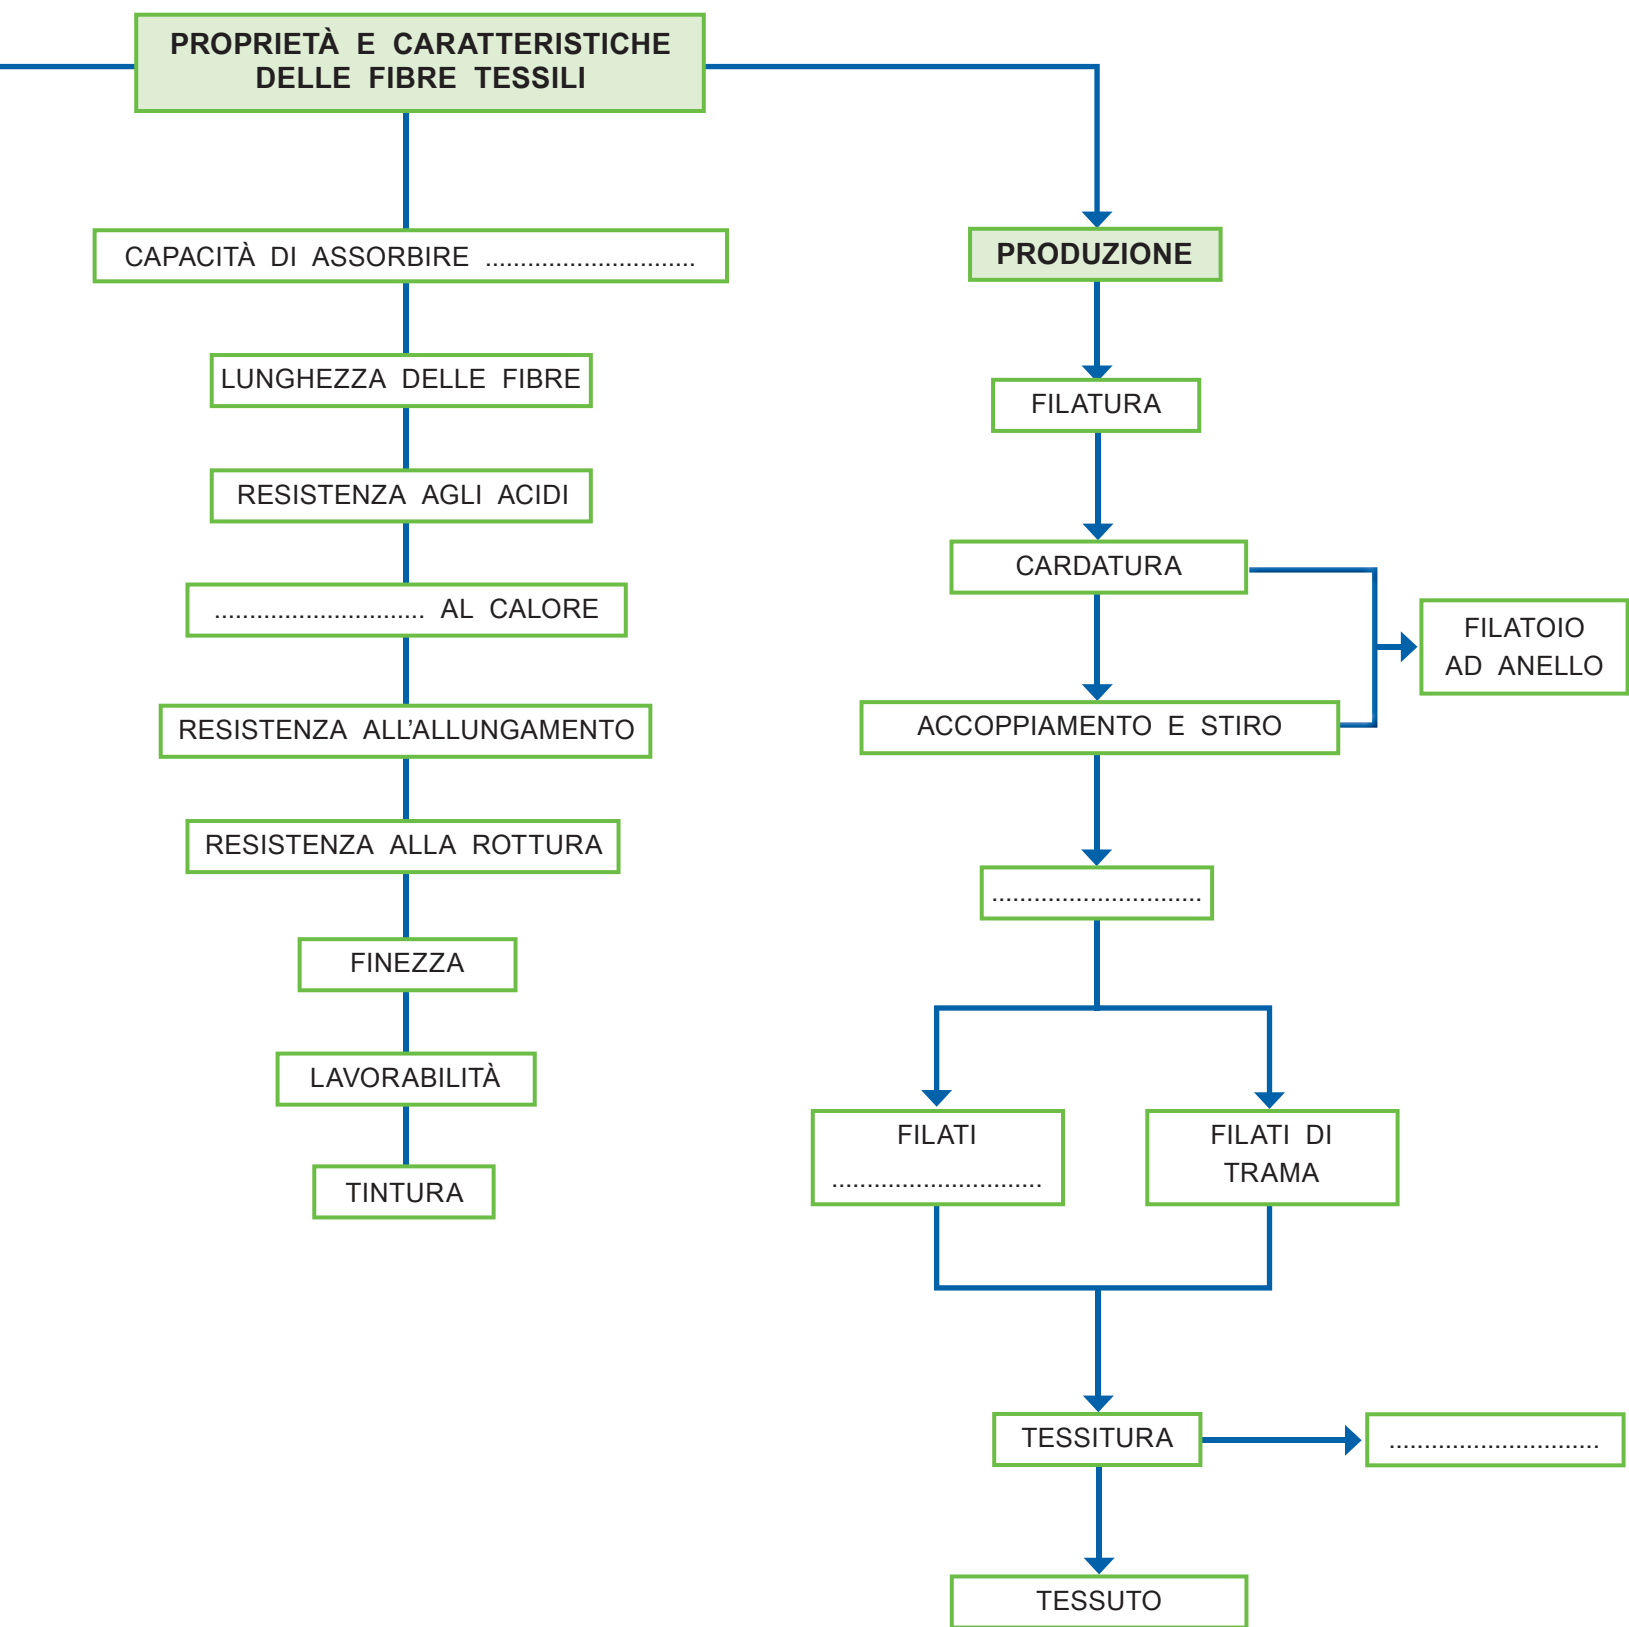 PROPRIETÀ E CARATTERISTICHE
DELLE FIBRE TESSILI
CAPACITÀ DI ASSORBIRE ..............................
LUNGHEZZA DELLE FIBRE
RESISTENZA AGLI ACIDI
.............................. AL CALORE
RESISTENZA ALL’ALLUNGAMENTO
RESISTENZA ALLA ROTTURA
FINEZZA
LAVORABILITÀ
TINTURA
PRODUZIONE
FILATURA
CARDATURA
FILATOIO
AD ANELLO
ACCOPPIAMENTO E STIRO
..............................
FILATI
..............................
FILATI DI
TRAMA
TESSITURA
..............................
TESSUTO